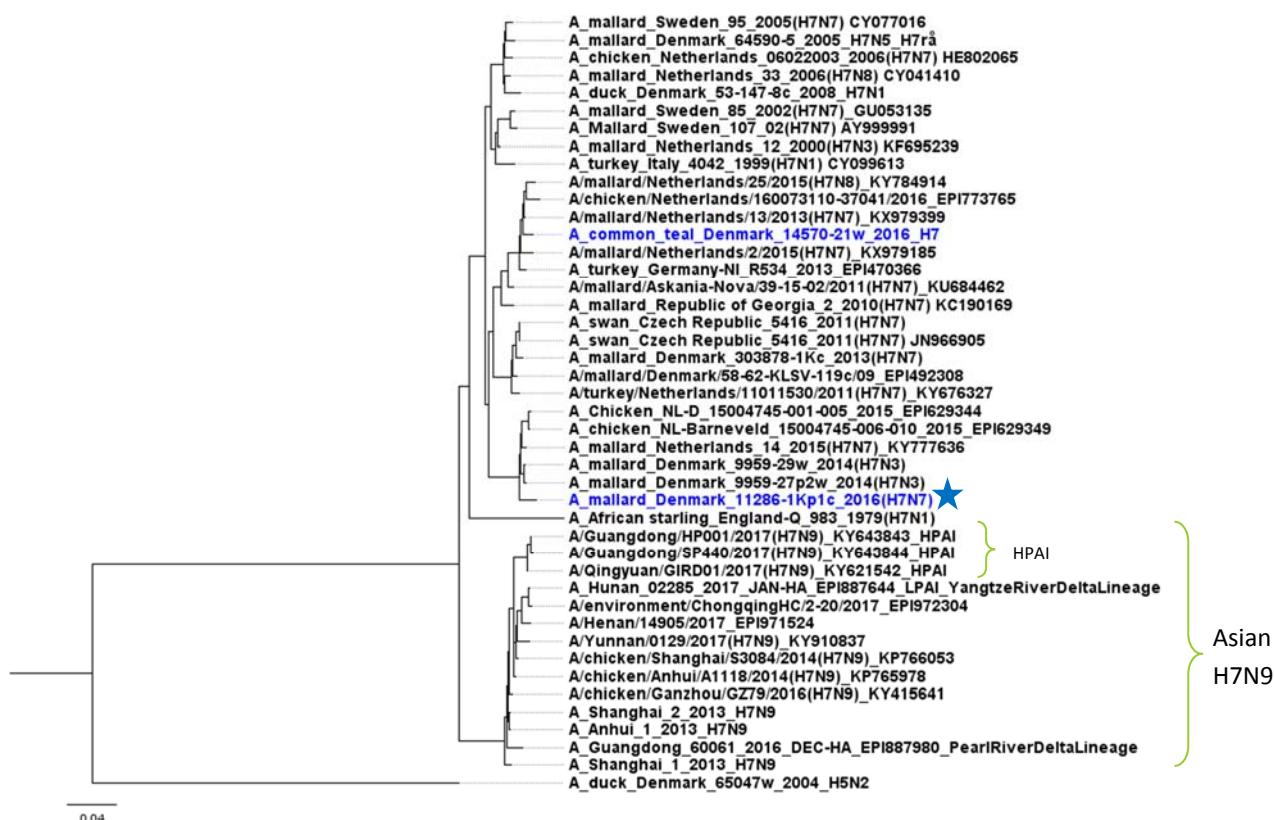 A_mallard_Sweden_95_2005(H7N7) CY077016
A_mallard_Denmark_64590-5_2005_H7N5_H7rå
A_chicken_Netherlands_06022003_2006(H7N7) HE802065
A_mallard_Netherlands_33_2006(H7N8) CY041410
A_duck_Denmark_53-147-8c_2008_H7N1
A_mallard_Sweden_85_2002(H7N7)_GU053135
A_Mallard_Sweden_107_02(H7N7) AY999991
A_mallard_Netherlands_12_2000(H7N3) KF695239
A_turkey_Italy_4042_1999(H7N1) CY099613
A/mallard/Netherlands/25/2015(H7N8)_KY784914
A/chicken/Netherlands/160073110-37041/2016_EPI773765
A/mallard/Netherlands/13/2013(H7N7)_KX979399
A_common_teal_Denmark_14570-21w_2016_H7
A/mallard/Netherlands/2/2015(H7N7)_KX979185
A_turkey_Germany-NI_R534_2013_EPI470366
A/mallard/Askania-Nova/39-15-02/2011(H7N7)_KU684462
A_mallard_Republic of Georgia_2_2010(H7N7) KC190169
A_swan_Czech Republic_5416_2011(H7N7)
A_swan_Czech Republic_5416_2011(H7N7) JN966905
A_mallard_Denmark_303878-1Kc_2013(H7N7)
A/mallard/Denmark/58-62-KLSV-119c/09_EPI492308
A/turkey/Netherlands/11011530/2011(H7N7)_KY676327
A_Chicken_NL-D_15004745-001-005_2015_EPI629344
A_chicken_NL-Barneveld_15004745-006-010_2015_EPI629349
A_mallard_Netherlands_14_2015(H7N7)_KY777636
A_mallard_Denmark_9959-29w_2014(H7N3)
A_mallard_Denmark_9959-27p2w_2014(H7N3)
A_mallard_Denmark_11286-1Kp1c_2016(H7N7)
A_African starling_England-Q_983_1979(H7N1)
A/Guangdong/HP001/2017(H7N9)_KY643843_HPAI
A/Guangdong/SP440/2017(H7N9)_KY643844_HPAI
HPAI
A/Qingyuan/GIRD01/2017(H7N9)_KY621542_HPAI
A_Hunan_02285_2017_JAN-HA_EPI887644_LPAI_YangtzeRiverDeltaLineage
A/environment/ChongqingHC/2-20/2017_EPI972304
A/Henan/14905/2017_EPI971524
A/Yunnan/0129/2017(H7N9)_KY910837
A/chicken/Shanghai/S3084/2014(H7N9)_KP766053
A/chicken/Anhui/A1118/2014(H7N9)_KP765978
A/chicken/Ganzhou/GZ79/2016(H7N9)_KY415641
Asian
H7N9
A_Shanghai_2_2013_H7N9
A_Anhui_1_2013_H7N9
A_Guangdong_60061_2016_DEC-HA_EPI887980_PearlRiverDeltaLineage
A_Shanghai_1_2013_H7N9
A_duck_Denmark_65047w_2004_H5N2
0.04